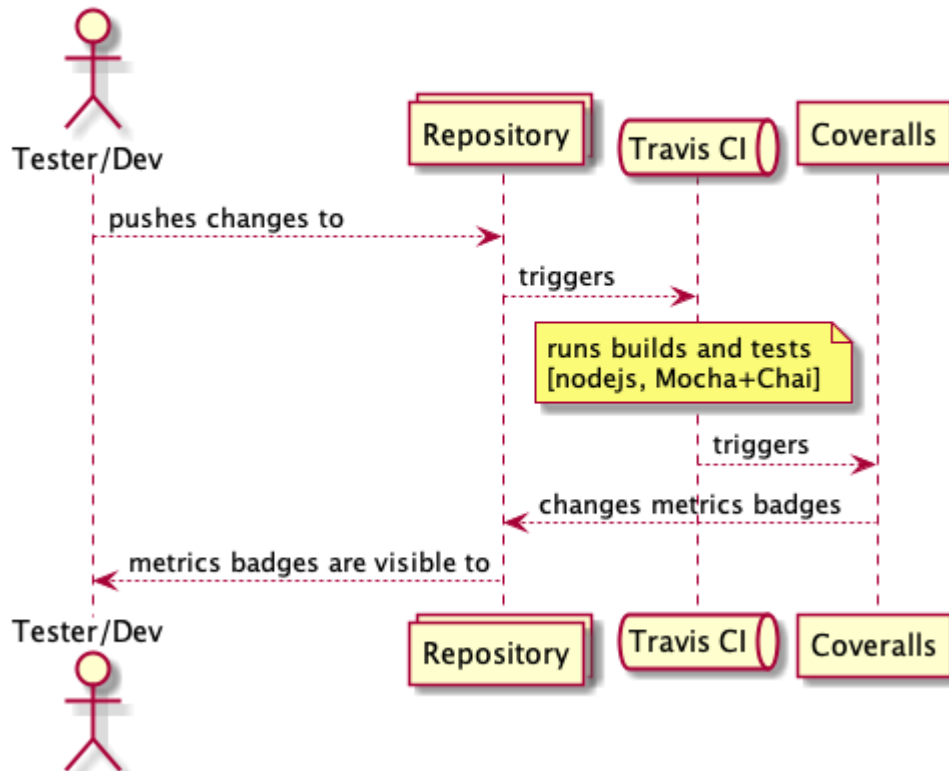 Tester/Dev
Repository
Travis CI
Coveralls
pushes changes to
triggers
runs builds and tests
[nodejs, Mocha+Chai]
triggers
changes metrics badges
metrics badges are visible to
Tester/Dev
Repository
Travis CI
Coveralls